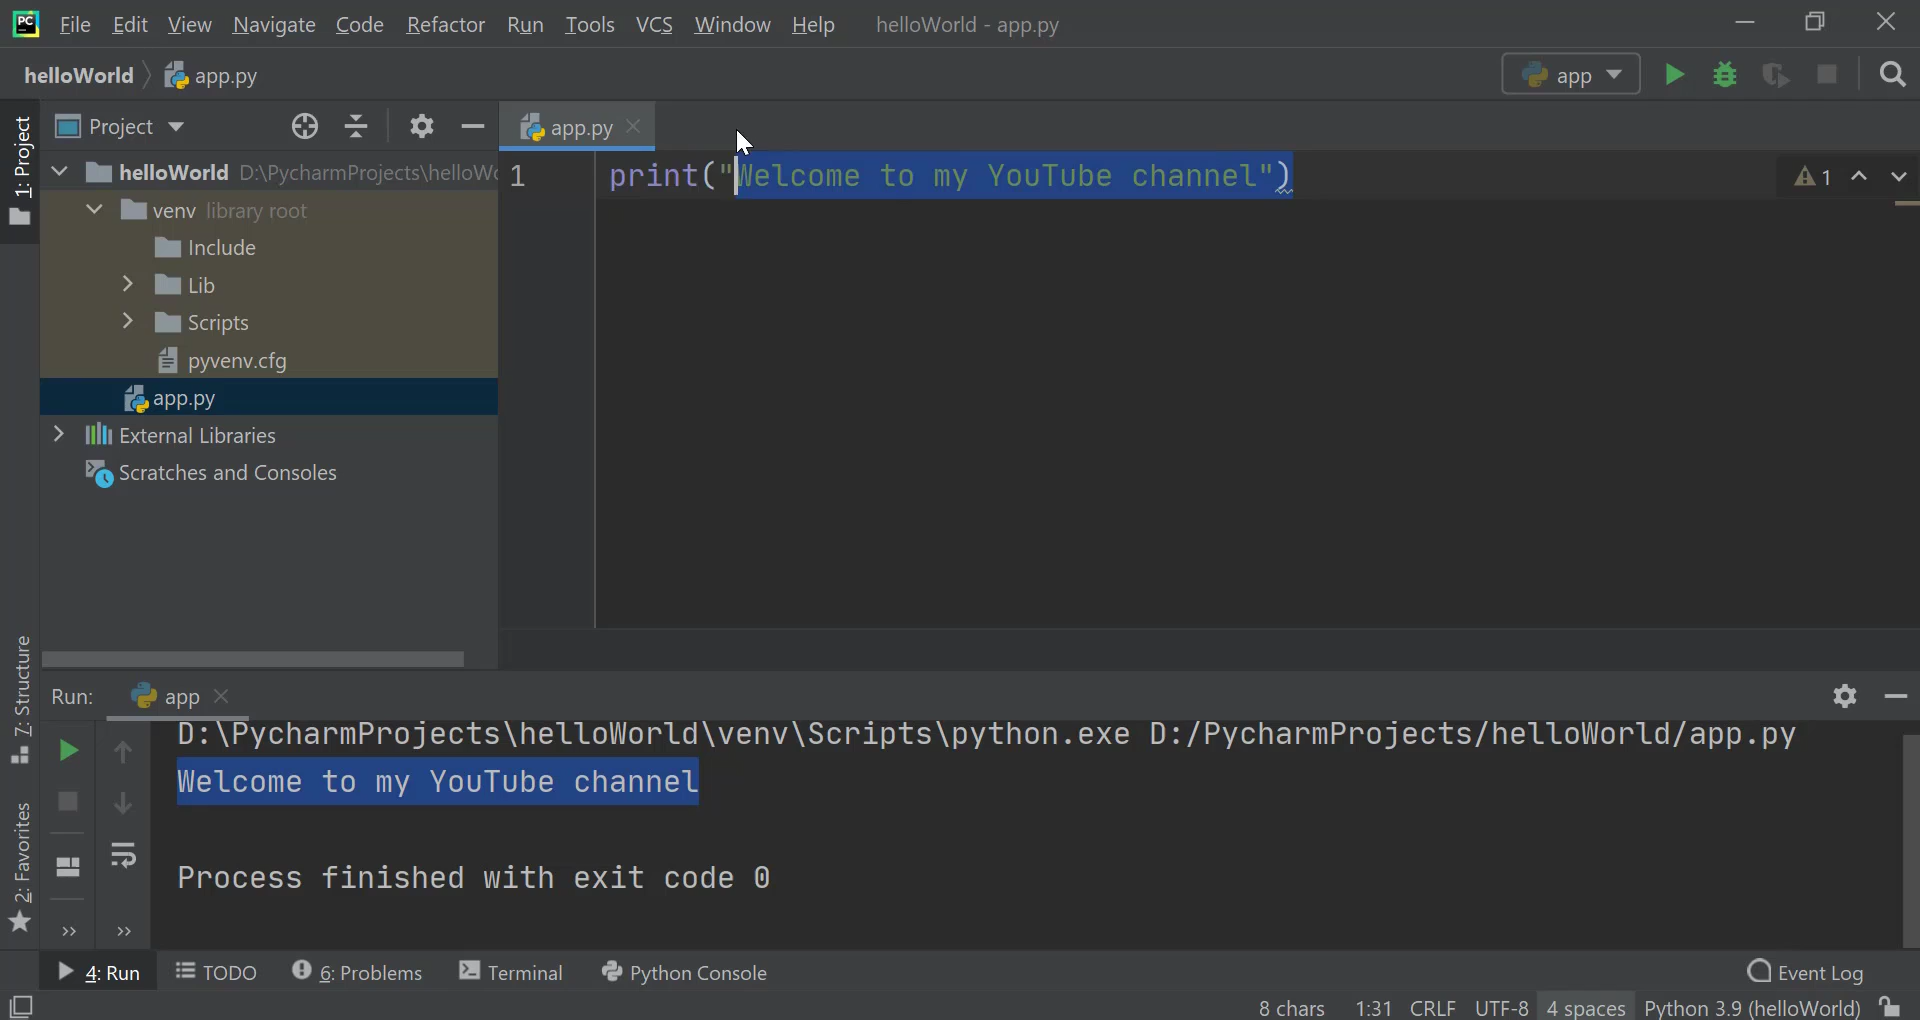 PC File Edit View Navigate Code Refactor Run Tools VCS Window Help helloWorld - app.py
helloWorld app.py app
1: Project
Project
app.py
helloWorld D:\PycharmProjects\helloWo
venv library root
Include
Lib
Scripts
pyvenv.cfg
app.py
External Libraries
Scratches and Consoles
1 print("Welcome to my YouTube channel")
1
Z: Structure
2: Favorites
Run: app
D:\PycharmProjects\helloWorld\venv\Scripts\python.exe D:/PycharmProjects/helloWorld/app.py
Welcome to my YouTube channel
Process finished with exit code 0
4: Run TODO 6: Problems Terminal Python Console Event Log
8 chars 1:31 CRLF UTF-8 4 spaces Python 3.9 (helloWorld)